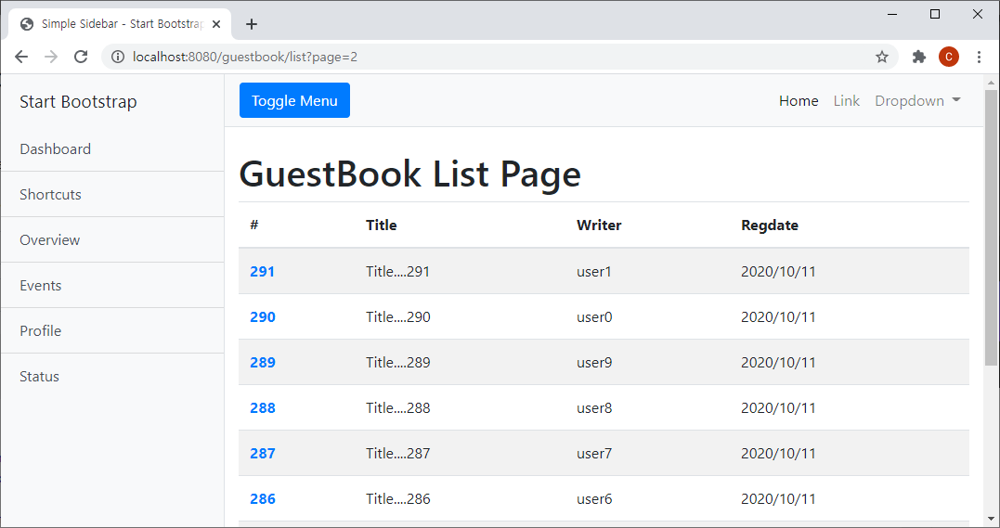 Simple Sidebar - Start Bootstrap
localhost:8080/guestbook/list?page=2
C
Start Bootstrap
Toggle Menu
Home Link Dropdown
Dashboard
Shortcuts
Overview
Events
Profile
Status
GuestBook List Page
# Title Writer Regdate
291 Title....291 user1 2020/10/11
290 Title....290 user0 2020/10/11
289 Title....289 user9 2020/10/11
288 Title....288 user8 2020/10/11
287 Title....287 user7 2020/10/11
286 Title....286 user6 2020/10/11